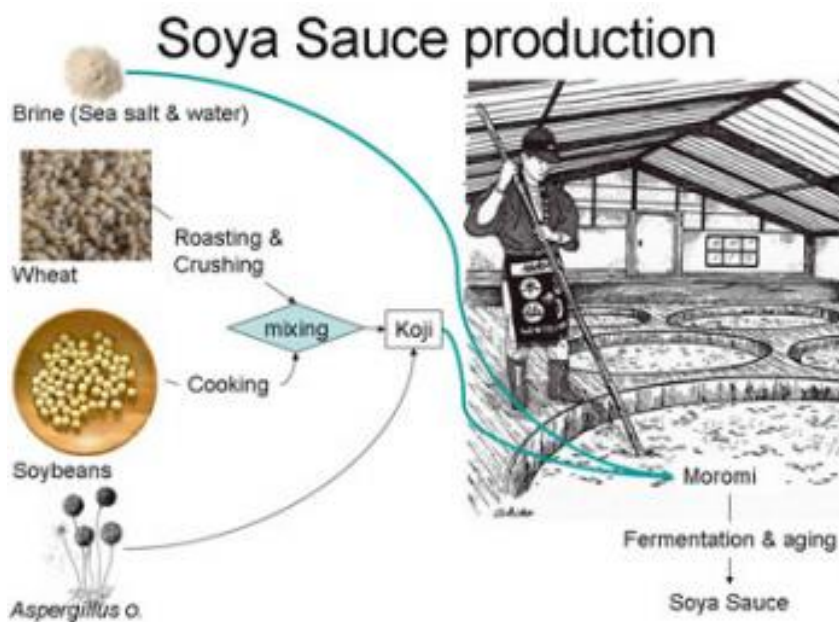 Soya Sauce production
Brine (Sea salt & water)
Wheat
Roasting &
Crushing
mixing
Koji
Cooking
Soybeans
Aspergillus o.
Moromi
Fermentation & aging
Soya Sauce